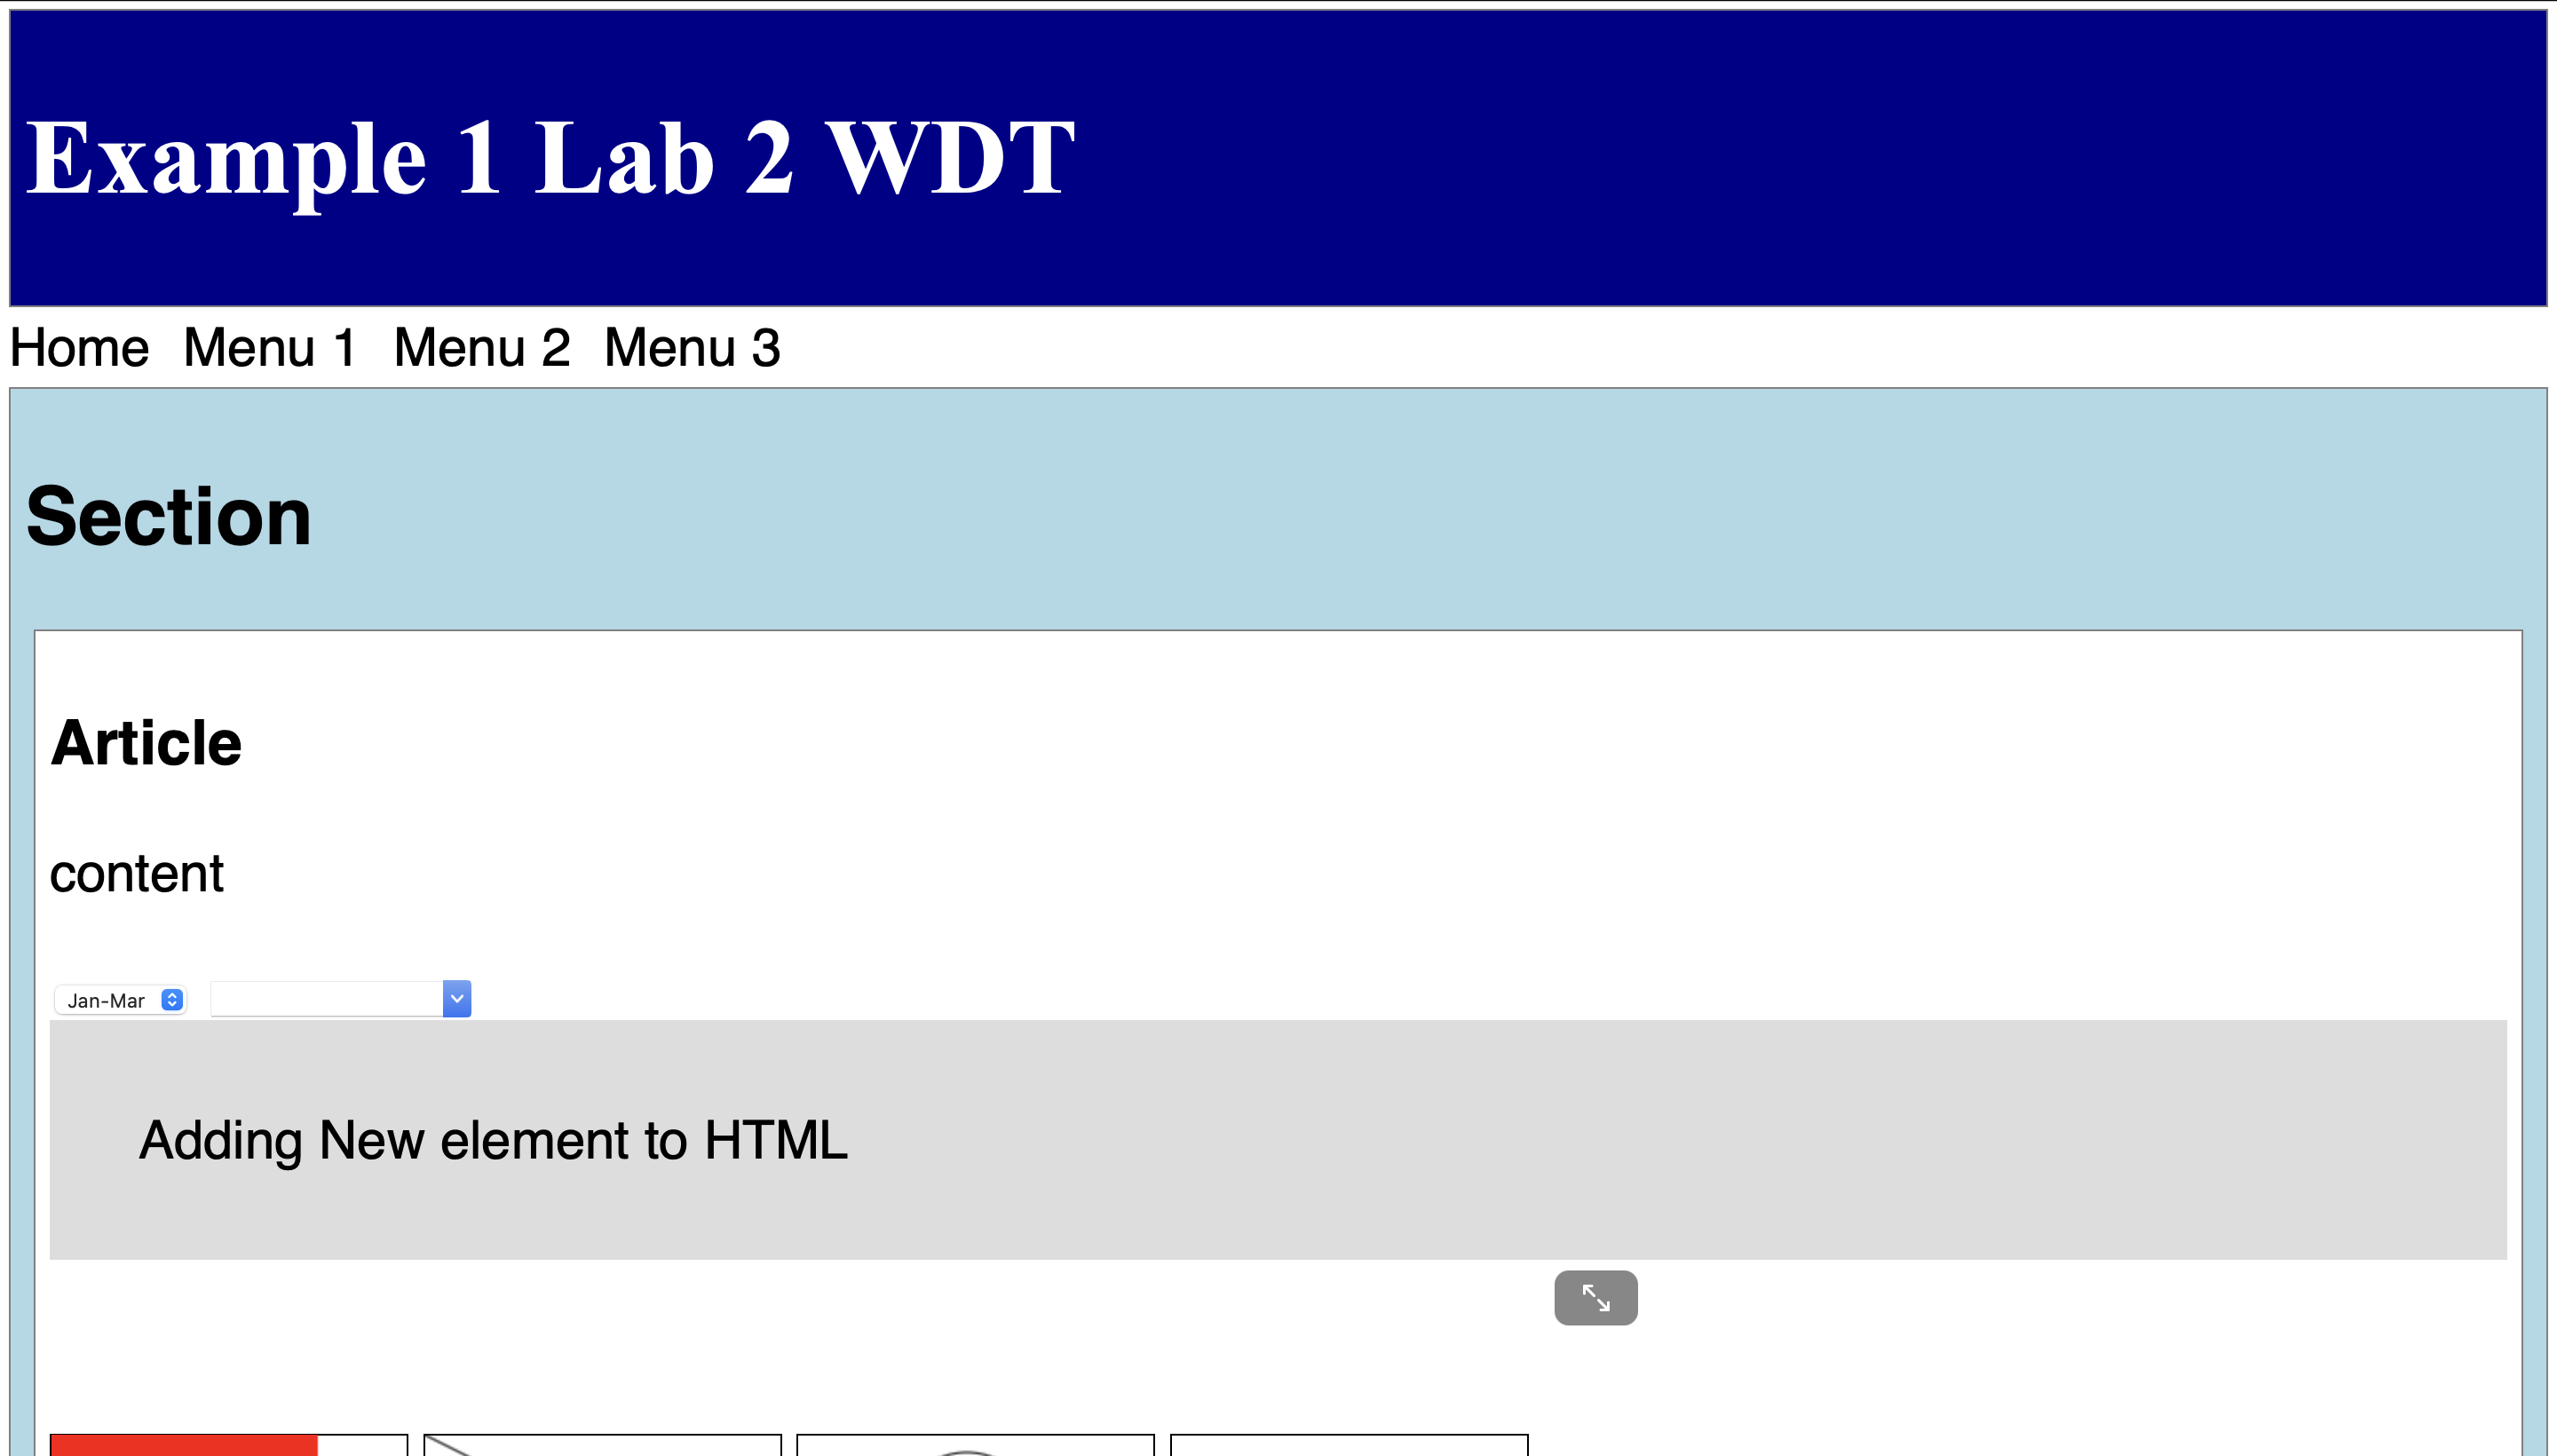 Example 1 Lab 2 WDT
Home Menu 1 Menu 2 Menu 3
Section
Article
content
Jan-Mar
Adding New element to HTML